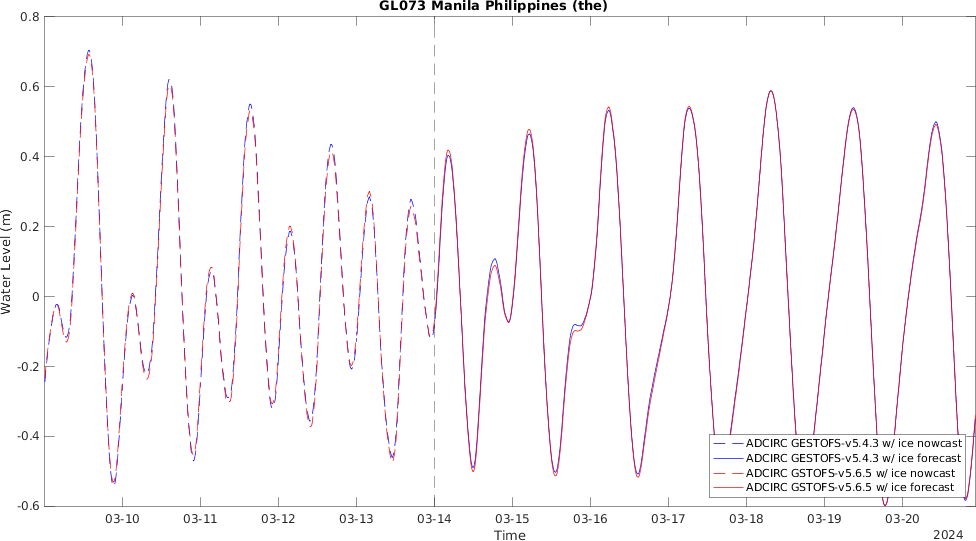 GL073 Manila Philippines (the)
0.8
0.6
0.4
0.2
0
-0.2
-0.4
-0.6
Water Level (m)
ADCIRC GESTOFS-v5.4.3 w/ ice nowcast
ADCIRC GESTOFS-v5.4.3 w/ ice forecast
ADCIRC GSTOFS-v5.6.5 w/ ice nowcast
ADCIRC GSTOFS-v5.6.5 w/ ice forecast
03-10 03-11 03-12 03-13 03-14 03-15 03-16 03-17 03-18 03-19 03-20
Time
2024